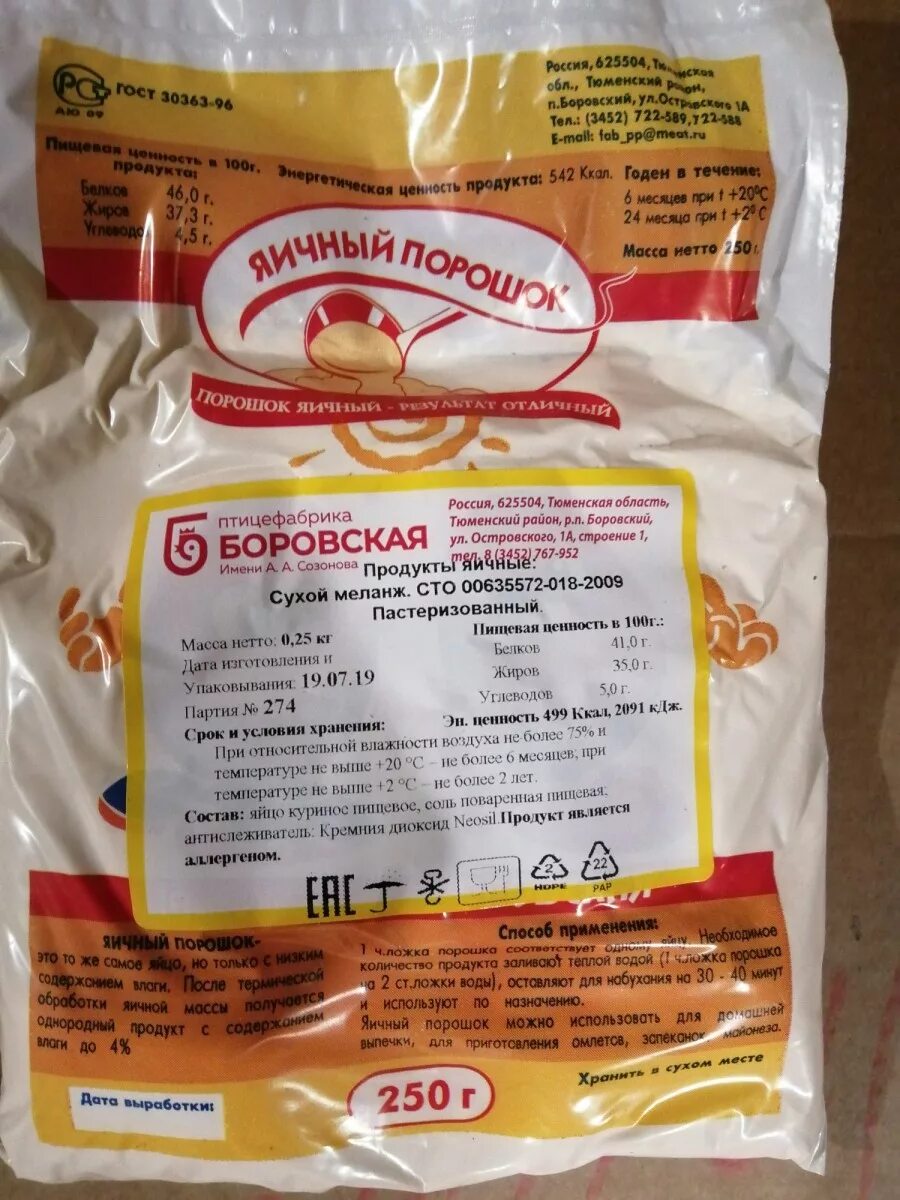 РСТ
АЮ 69
ГОСТ 30363-96
Россия, 625504, Тюменская
обл., Тюменский район,
п.Боровский, ул.Островского 1А
Тел.: (3452) 722-589, 722-588
E-mail: fab_pp@meat.ru
Пищевая ценность в 100г.
продукта:
Белков 46,0 г.
Жиров 37,3 г.
Углеводов 4,5 г.
Энергетическая ценность продукта: 542 Ккал.
Годен в течение:
6 месяцев при t +20°С
24 месяца при t +2° С
Масса нетто 250 г.
ЯИЧНЫЙ ПОРОШОК
ПОРОШОК ЯИЧНЫЙ - РЕЗУЛЬТАТ ОТЛИЧНЫЙ
птицефабрика
БОРОВСКАЯ
Имени А. А. Созонова
Россия, 625504, Тюменская область,
Тюменский район, р.п. Боровский,
ул. Островского, 1А, строение 1,
тел. 8 (3452) 767-952
Продукты яичные:
Сухой меланж. СТО 00635572-018-2009
Пастеризованный.
Масса нетто: 0,25 кг
Дата изготовления и
Упаковывания: 19.07.19
Партия № 274
Пищевая ценность в 100г.:
Белков 41,0 г.
Жиров 35,0 г.
Углеводов 5,0 г.
Эн. ценность 499 Ккал, 2091 кДж.
Срок и условия хранения:
При относительной влажности воздуха не более 75% и
температуре не выше +20 °С – не более 6 месяцев; при
температуре не выше +2 °С – не более 2 лет.
Состав: яйцо куриное пищевое, соль поваренная пищевая;
антислеживатель: Кремния диоксид Neosil.Продукт является
аллергеном.
ЕАС
2
HDPE
22
PAP
ЯИЧНЫЙ ПОРОШОК-
это то же самое яйцо, но только с низким
содержанием влаги. После термической
обработки яичной массы получается
однородный продукт с содержанием
влаги до 4%
Способ применения:
1 ч.ложка порошка соответствует одному яйцу. Необходимое
количество продукта заливают теплой водой (1 ч.ложка порошка
на 2 ст.ложки воды), оставляют для набухания на 30 - 40 минут
и используют по назначению.
Яичный порошок можно использовать для домашней
выпечки, для приготовления омлетов, запеканок, майонеза.
Хранить в сухом месте
Дата выработки:
250 г